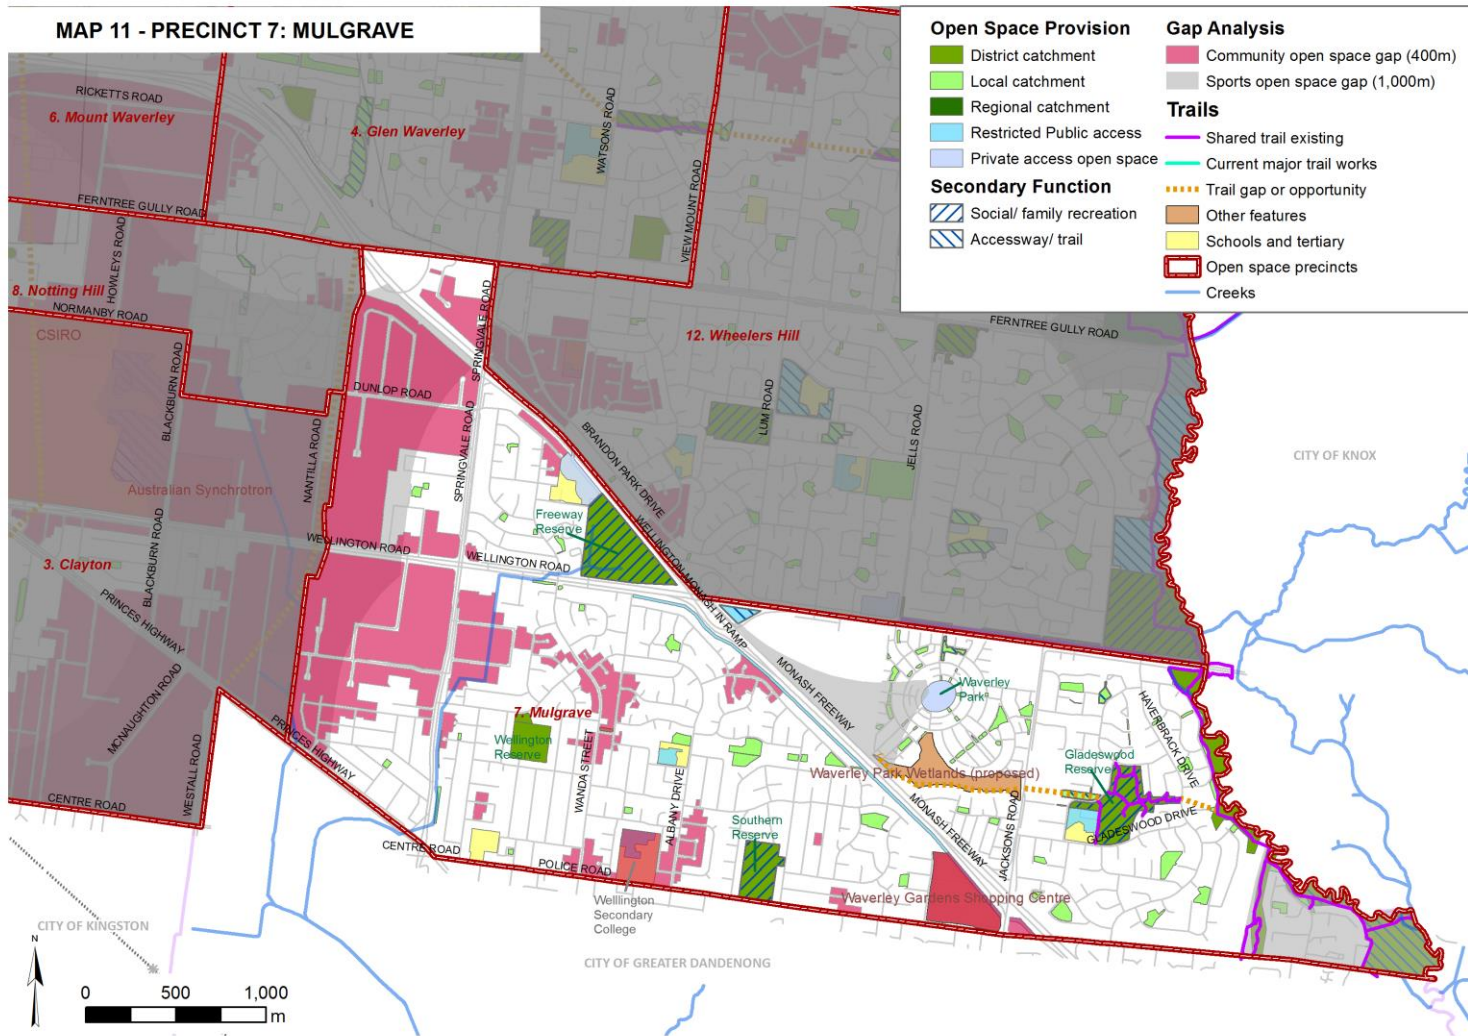 MAP 11 - PRECINCT 7: MULGRAVE
Open Space Provision
District catchment
Local catchment
Regional catchment
Restricted Public access
Private access open space
Secondary Function
Social/ family recreation
Accessway/ trail
Gap Analysis
Community open space gap (400m)
Sports open space gap (1,000m)
Trails
Shared trail existing
Current major trail works
Trail gap or opportunity
Other features
Schools and tertiary
Open space precincts
Creeks
RICKETTS ROAD
6. Mount Waverley
4. Glen Waverley
WATSONS ROAD
VIEW MOUNT ROAD
FERNTREE GULLY ROAD
HOWLEYS ROAD
8. Notting Hill
NORMANBY ROAD
CSIRO
BLACKBURN ROAD
SPRINGVALE ROAD
12. Wheelers Hill
FERNTREE GULLY ROAD
DUNLOP ROAD
LUM ROAD
JELLS ROAD
BRANDON PARK DRIVE
NANTILLA ROAD
SPRINGVALE ROAD
CITY OF KNOX
Australian Synchrotron
Freeway
Reserve
BLACKBURN ROAD
WELLINGTON ROAD
WELLINGTON ROAD
WELLINGTON-MONASH IN RAMP
3. Clayton
PRINCES HIGHWAY
MCNAUGHTON ROAD
WESTALL ROAD
PRINCES HIGHWAY
MONASH FREEWAY
Waverley
Park
HAVERBRACK DRIVE
7. Mulgrave
Wellington
Reserve
WANDA STREET
ALBANY DRIVE
Gladeswood
Reserve
Waverley Park Wetlands (proposed)
MONASH FREEWAY
JACKSONS ROAD
GLADESWOOD DRIVE
CENTRE ROAD
CENTRE ROAD
Southern
Reserve
POLICE ROAD
Welllington
Secondary
College
Waverley Gardens Shopping Centre
CITY OF KINGSTON
CITY OF GREATER DANDENONG
N
0 500 1,000
m